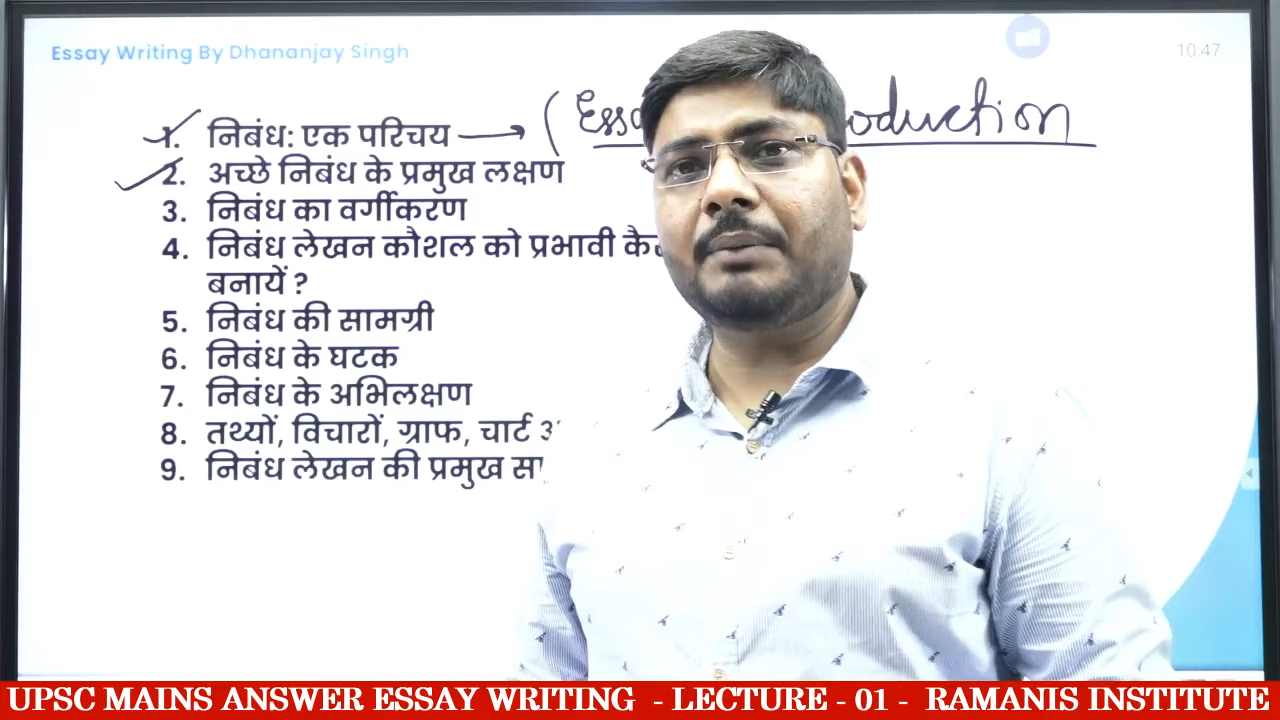 Essay Writing By Dhananjay Singh
10:47
1. निबंध: एक परिचय → (Essay Introduction
2. अच्छे निबंध के प्रमुख लक्षण
3. निबंध का वर्गीकरण
4. निबंध लेखन कौशल को प्रभावी
बनायें ?
5. निबंध की सामग्री
6. निबंध के घटक
7. निबंध के अभिलक्षण
8. तथ्यों, विचारों, ग्राफ, चार्ट
9. निबंध लेखन की प्रमुख
UPSC MAINS ANSWER ESSAY WRITING - LECTURE - 01 - RAMANIS INSTITUTE